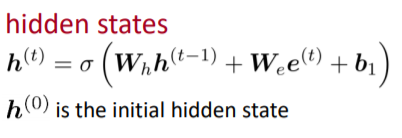 hidden states
h^(t) = σ (W_h h^(t−1) + W_e e^(t) + b_1)
h^(0) is the initial hidden state